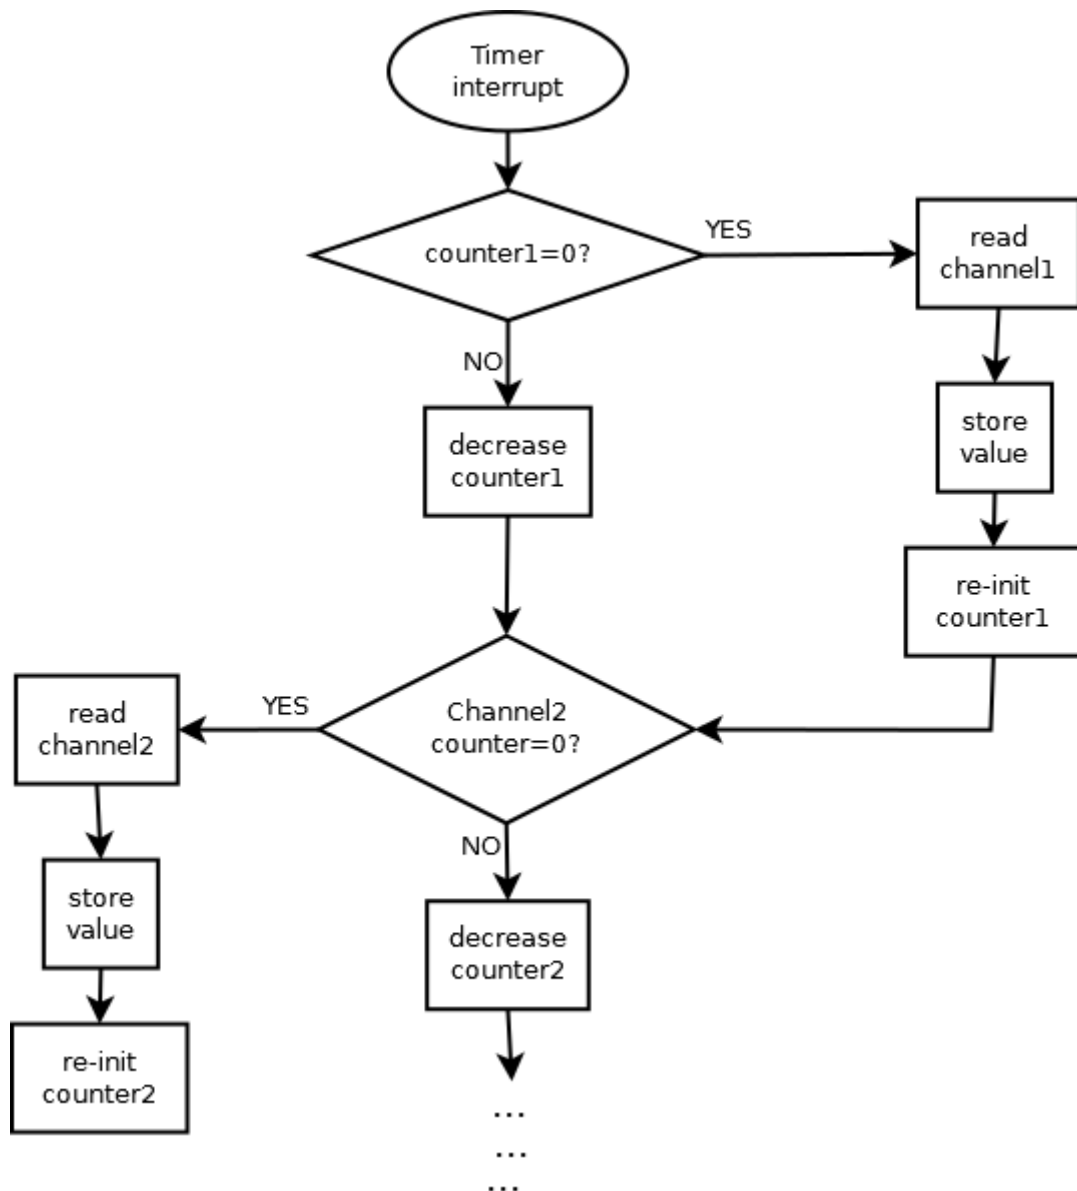 Timer
interrupt
counter1=0?
YES
read
channel1
NO
decrease
counter1
store
value
re-init
counter1
Channel2
counter=0?
YES
read
channel2
NO
decrease
counter2
store
value
re-init
counter2
...
...
...